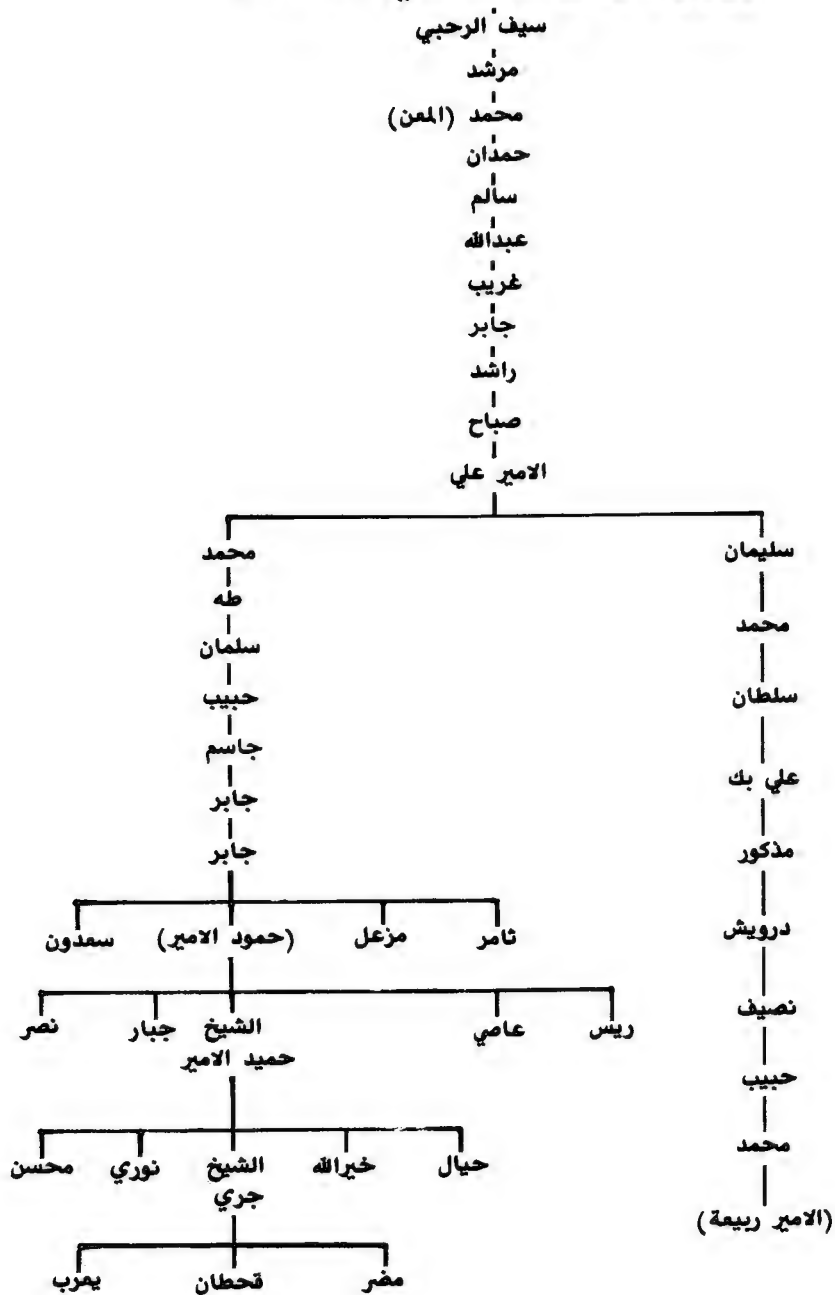 سيف الرحبي
مرشد
محمد (المعن)
حمدان
سالم
عبدالله
غريب
جابر
راشد
صباح
الامير علي
سليمان
محمد
سلطان
علي بك
مذكور
درويش
نصيف
حبيب
محمد
(الامير ربيعة)
محمد
طه
سلمان
حبيب
جاسم
جابر
جابر
ثامر مزعل (حمود الامير) سعدون
ريس عاصي الشيخ جبار نصر
حميد الامير
حيال خيرالله الشيخ نوري محسن
جري
مضر قحطان يعرب